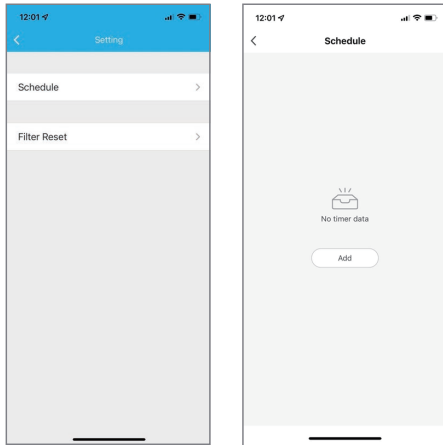 12:01
Setting
Schedule
Filter Reset
12:01
Schedule
No timer data
Add